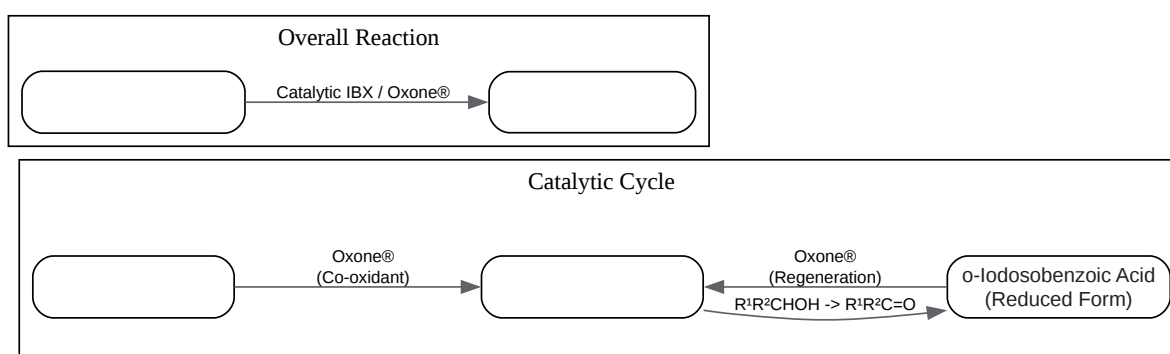 Overall Reaction
Catalytic IBX / Oxone®
Catalytic Cycle
Oxone®
(Co-oxidant)
Oxone®
(Regeneration)
R¹R²CHOH -> R¹R²C=O
o-Iodosobenzoic Acid
(Reduced Form)